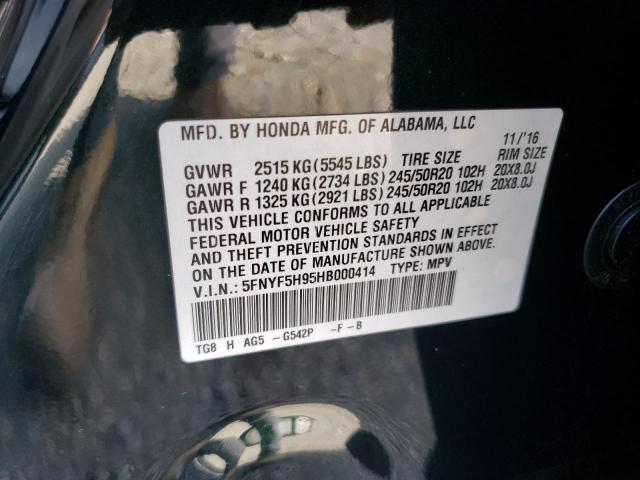 MFD. BY HONDA MFG. OF ALABAMA, LLC 11/'16
GVWR 2515 KG(5545 LBS) TIRE SIZE RIM SIZE
GAWR F 1240 KG(2734 LBS) 245/50R20 102H 20X8.0J
GAWR R 1325 KG(2921 LBS) 245/50R20 102H 20X8.0J
THIS VEHICLE CONFORMS TO ALL APPLICABLE
FEDERAL MOTOR VEHICLE SAFETY
AND THEFT PREVENTION STANDARDS IN EFFECT
ON THE DATE OF MANUFACTURE SHOWN ABOVE.
V.I.N.: 5FNYF5H95HB000414 TYPE: MPV
TG8 H AG5 -G542P -F-B